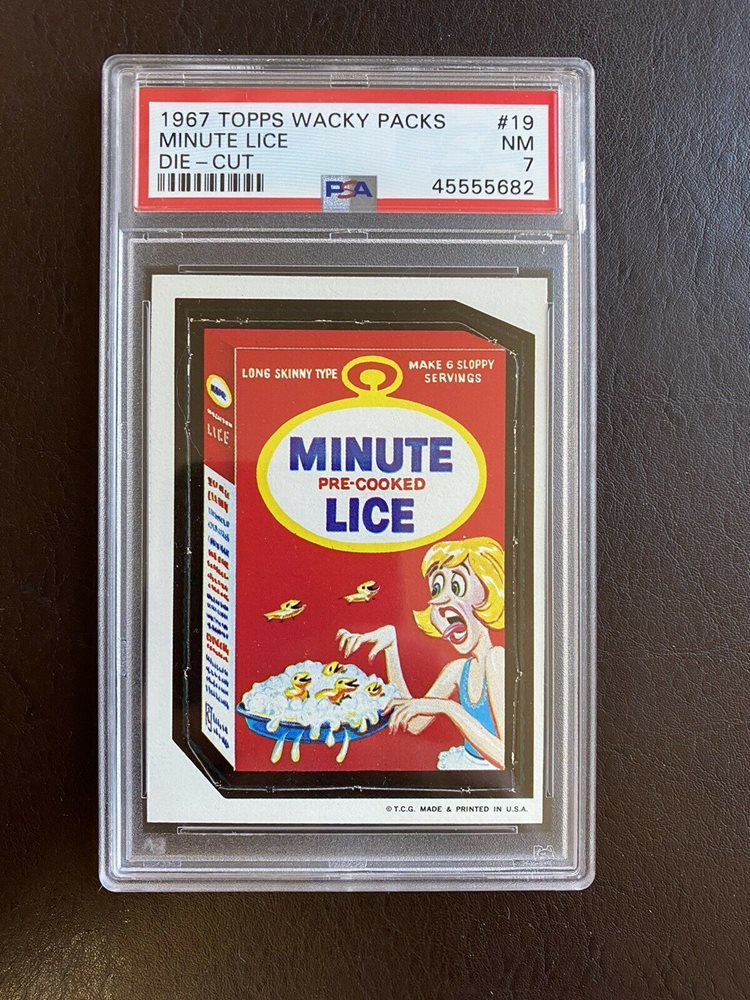 1967 TOPPS WACKY PACKS #19
MINUTE LICE NM
DIE-CUT 7
PSA 45555682
LONG SKINNY TYPE
MAKE 6 SLOPPY
SERVINGS
MINUTE
PRE-COOKED
LICE
LICE
© T.C.G. MADE & PRINTED IN U.S.A.